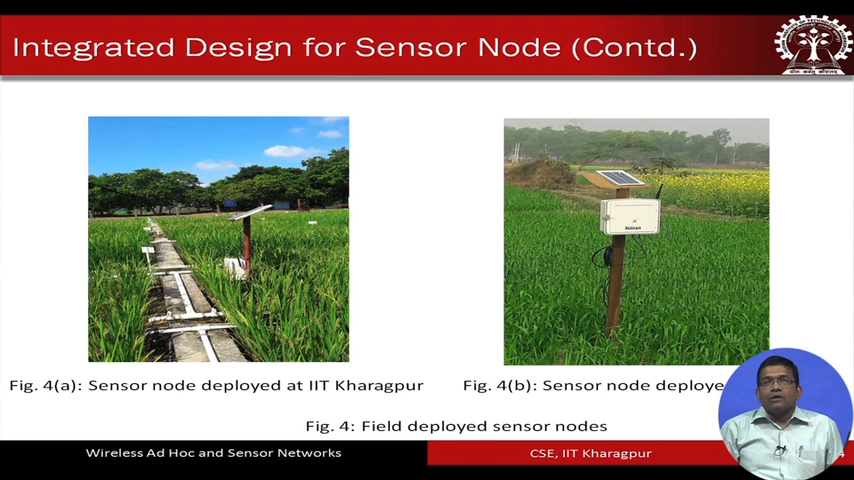 Integrated Design for Sensor Node (Contd.)
Fig. 4(a): Sensor node deployed at IIT Kharagpur
Fig. 4(b): Sensor node deploye
Fig. 4: Field deployed sensor nodes
Wireless Ad Hoc and Sensor Networks
CSE, IIT Kharagpur
4